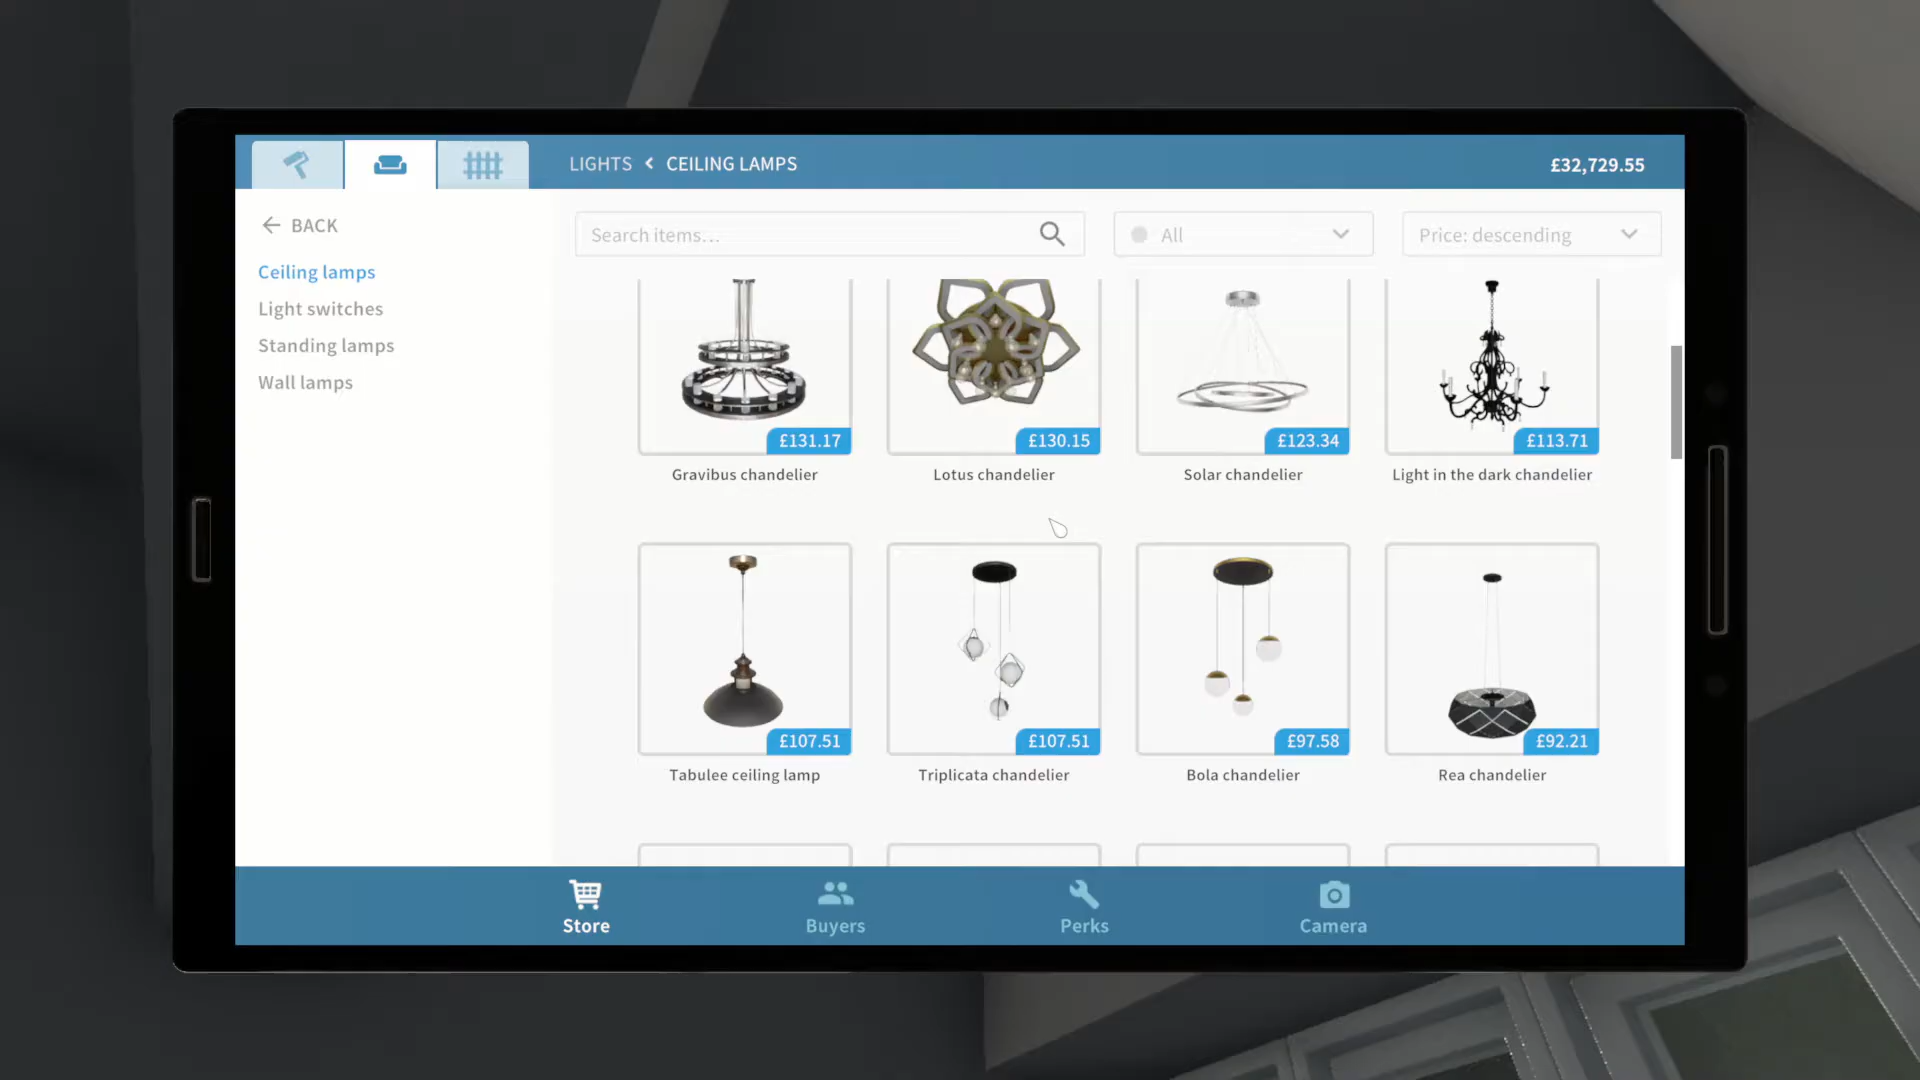 LIGHTS < CEILING LAMPS
£32,729.55
BACK
Search items...
All
Price: descending
Ceiling lamps
Light switches
Standing lamps
Wall lamps
£131.17
£130.15
£123.34
£113.71
Gravibus chandelier
Lotus chandelier
Solar chandelier
Light in the dark chandelier
£107.51
£107.51
£97.58
£92.21
Tabulee ceiling lamp
Triplicata chandelier
Bola chandelier
Rea chandelier
Store
Buyers
Perks
Camera